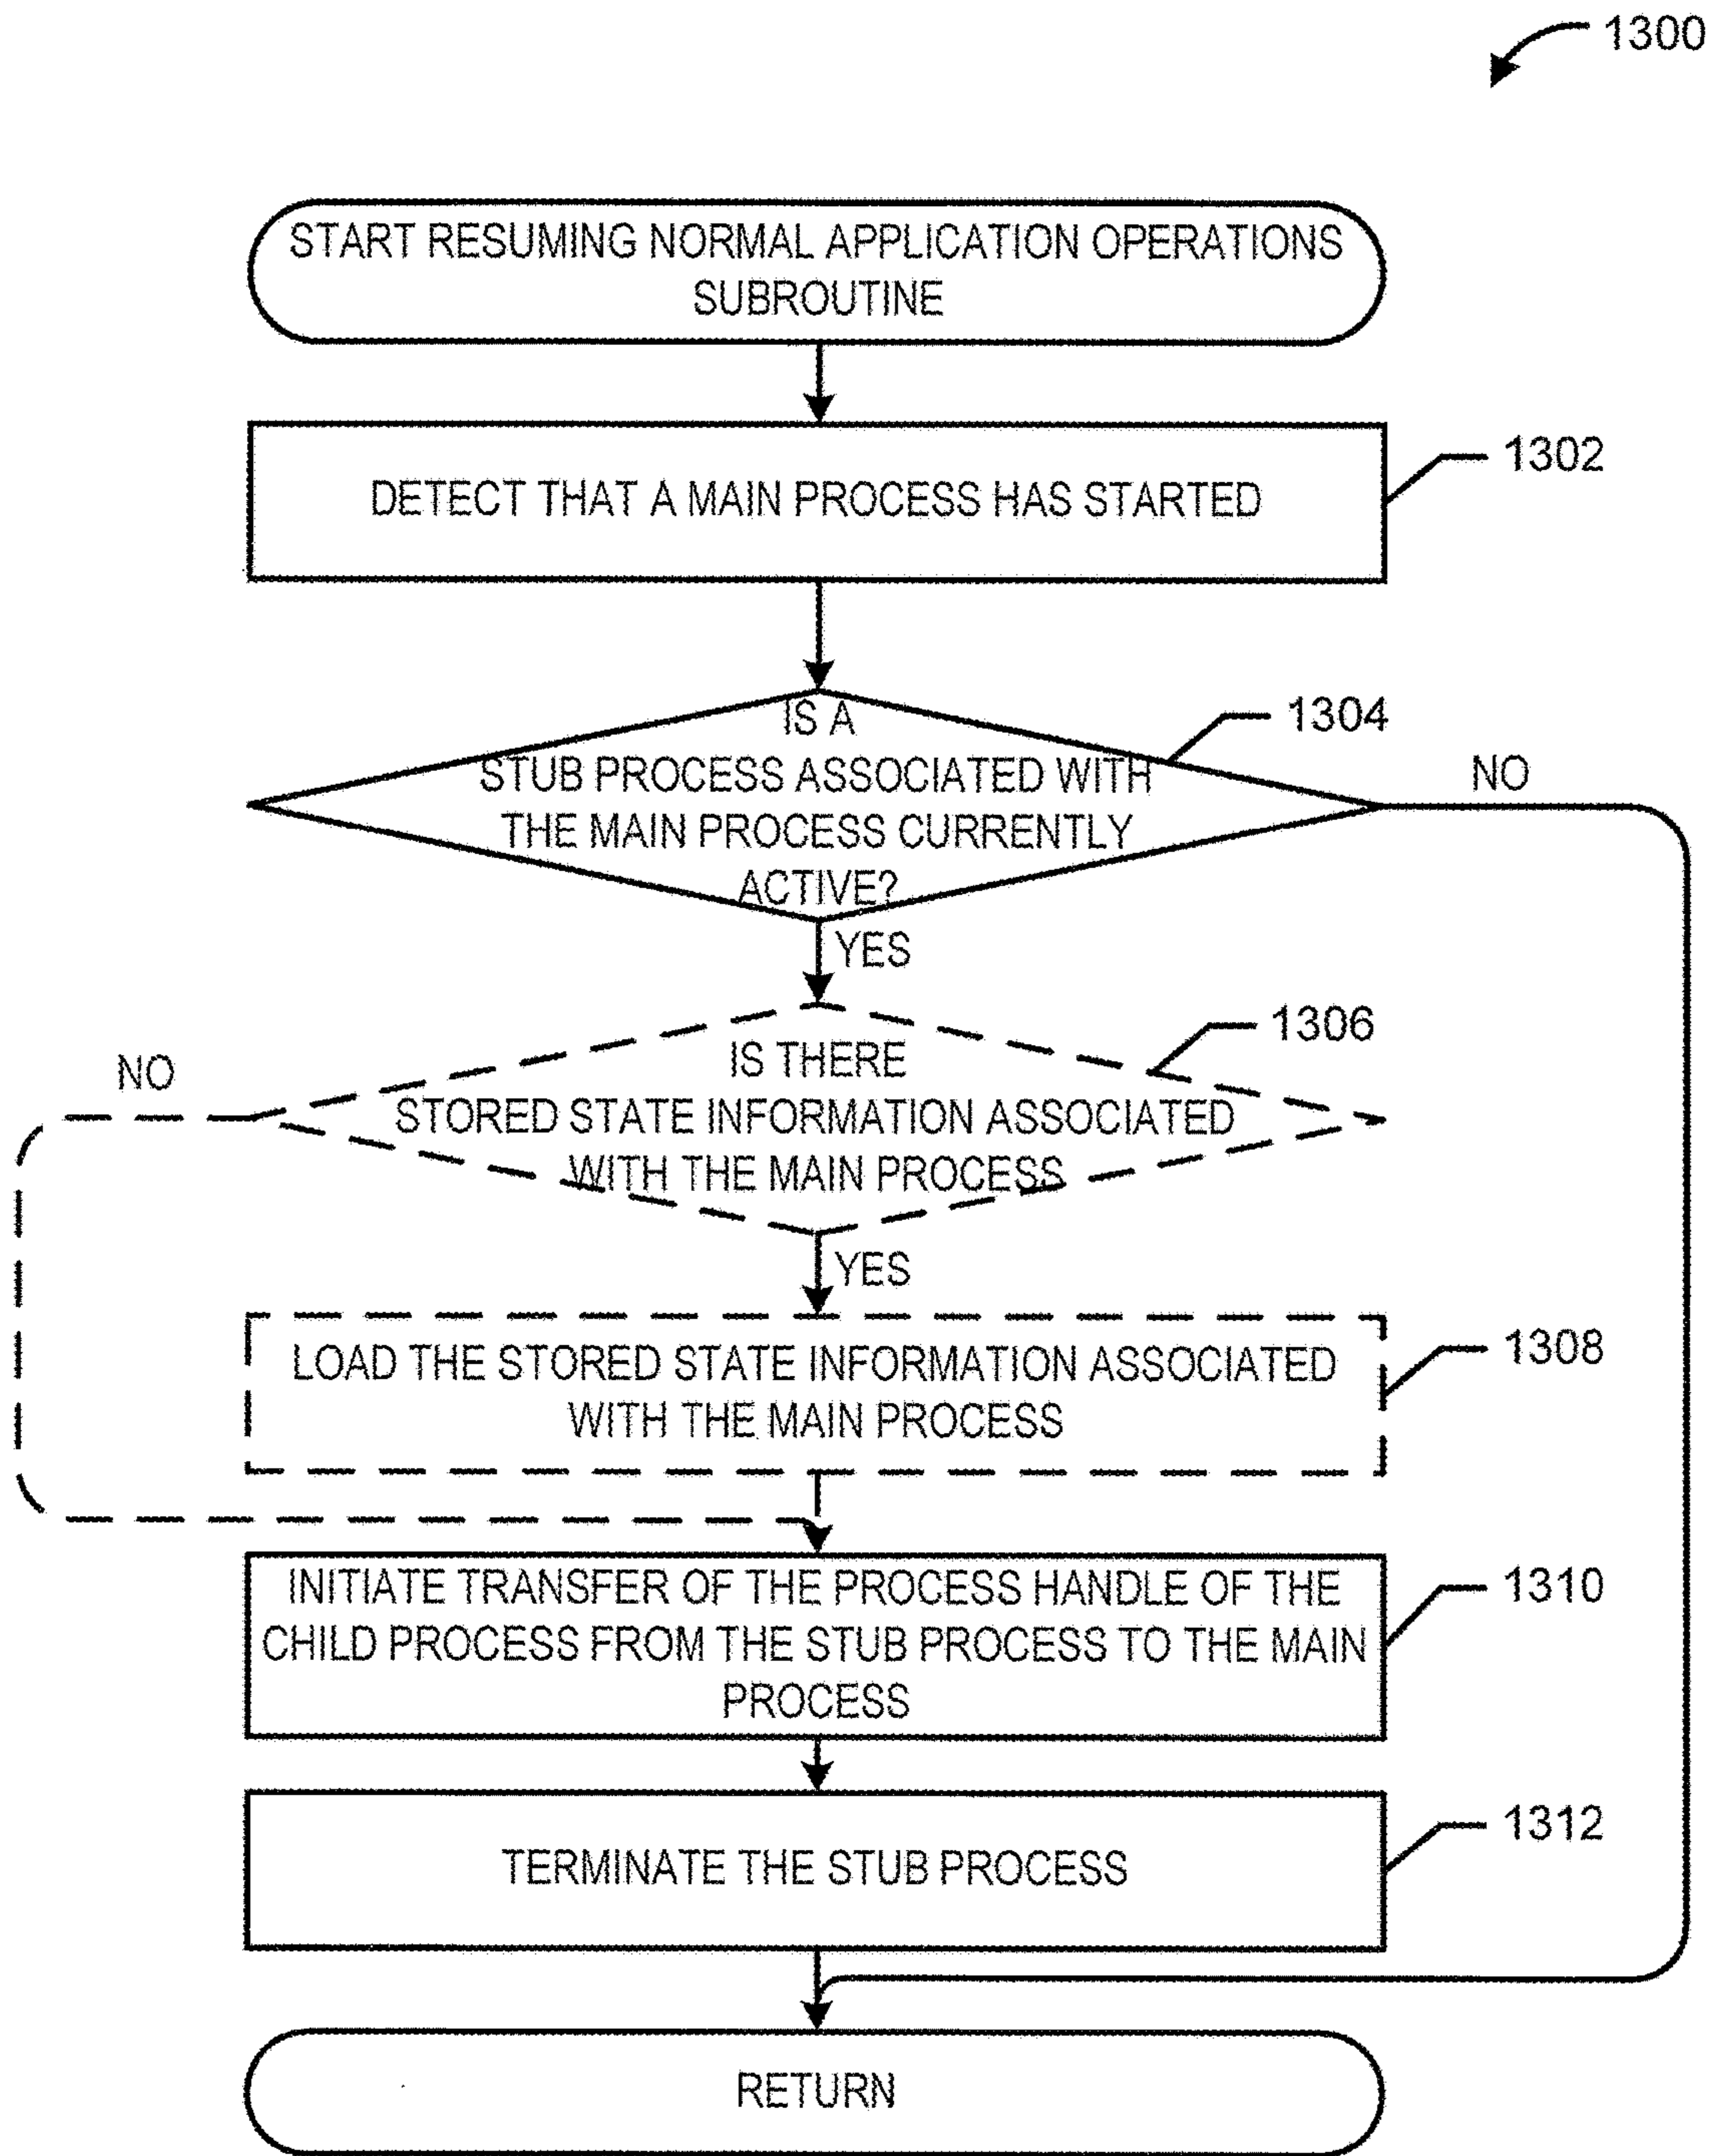 1300
START RESUMING NORMAL APPLICATION OPERATIONS
SUBROUTINE
1302
DETECT THAT A MAIN PROCESS HAS STARTED
1304
IS A
STUB PROCESS ASSOCIATED WITH
THE MAIN PROCESS CURRENTLY
ACTIVE?
NO
YES
1306
IS THERE
STORED STATE INFORMATION ASSOCIATED
WITH THE MAIN PROCESS
NO
YES
1308
LOAD THE STORED STATE INFORMATION ASSOCIATED
WITH THE MAIN PROCESS
1310
INITIATE TRANSFER OF THE PROCESS HANDLE OF THE
CHILD PROCESS FROM THE STUB PROCESS TO THE MAIN
PROCESS
1312
TERMINATE THE STUB PROCESS
RETURN